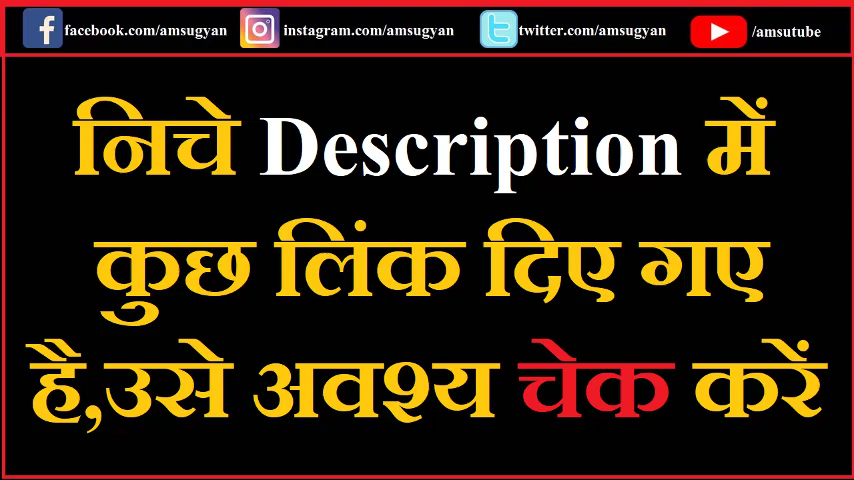 facebook.com/amsugyan instagram.com/amsugyan twitter.com/amsugyan /amsutube
निचे Description में
कुछ लिंक दिए गए
है,उसे अवश्य चेक करें